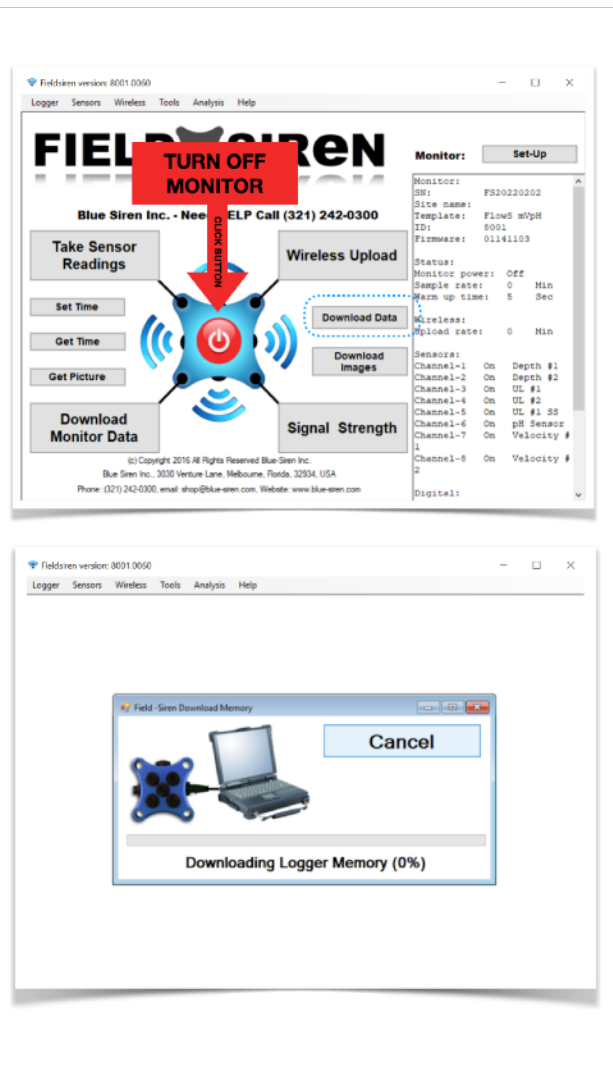 Fieldsiren version: 8001.0060
Logger Sensors Wireless Tools Analysis Help
FIELD SIReN
TURN OFF
MONITOR
CLICK BUTTON
Blue Siren Inc. - Need HELP Call (321) 242-0300
Take Sensor
Readings
Wireless Upload
Set Time
Download Data
Get Time
Download
Images
Get Picture
Download
Monitor Data
Signal Strength
(c) Copyright 2016 All Rights Reserved Blue-Siren Inc.
Blue Siren Inc., 3030 Venture Lane, Melbourne, Florida, 32934, USA
Phone: (321) 242-0300, email: shop@blue-siren.com, Website: www.blue-siren.com
Monitor: Set-Up
Monitor:
SN: FS20220202
Site name:
Template: FlowS mVpH
ID: 8001
Firmware: 01141103
Status:
Monitor power: Off
Sample rate: 0 Min
Warm up time: 5 Sec
Wireless:
Upload rate: 0 Min
Sensors:
Channel-1 On Depth #1
Channel-2 On Depth #2
Channel-3 On UL #1
Channel-4 On UL #2
Channel-5 On UL #1 SS
Channel-6 On pH Sensor
Channel-7 On Velocity #
1
Channel-8 On Velocity #
2
Digital:
Fieldsiren version: 8001.0060
Logger Sensors Wireless Tools Analysis Help
Field -Siren Download Memory
Cancel
Downloading Logger Memory (0%)